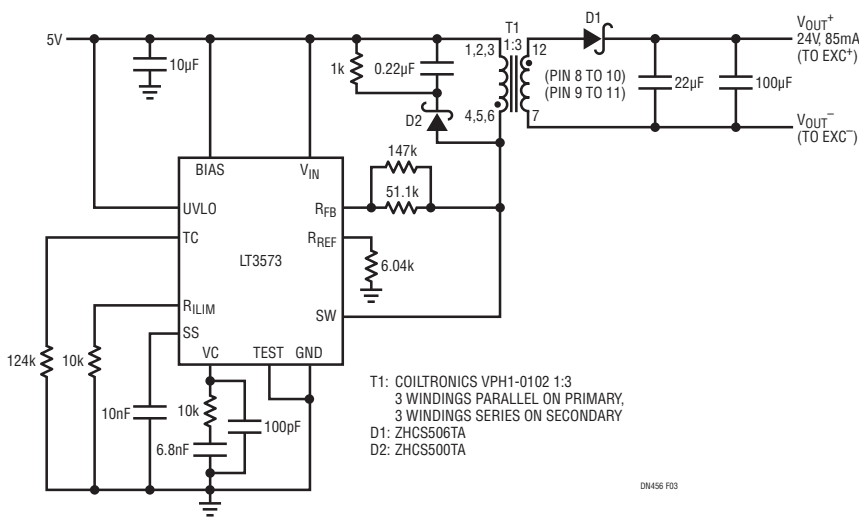 5V
10µF
1k
0.22µF
D2
T1
1:3
1,2,3
4,5,6
12
7
(PIN 8 TO 10)
(PIN 9 TO 11)
D1
22µF
100µF
VOUT+
24V, 85mA
(TO EXC+)
VOUT–
(TO EXC–)
147k
51.1k
6.04k
BIAS
VIN
UVLO
TC
RILIM
SS
VC
TEST
GND
RFB
RREF
SW
LT3573
124k
10k
10nF
10k
6.8nF
100pF
T1: COILTRONICS VPH1-0102 1:3
3 WINDINGS PARALLEL ON PRIMARY,
3 WINDINGS SERIES ON SECONDARY
D1: ZHCS506TA
D2: ZHCS500TA
DN456 F03